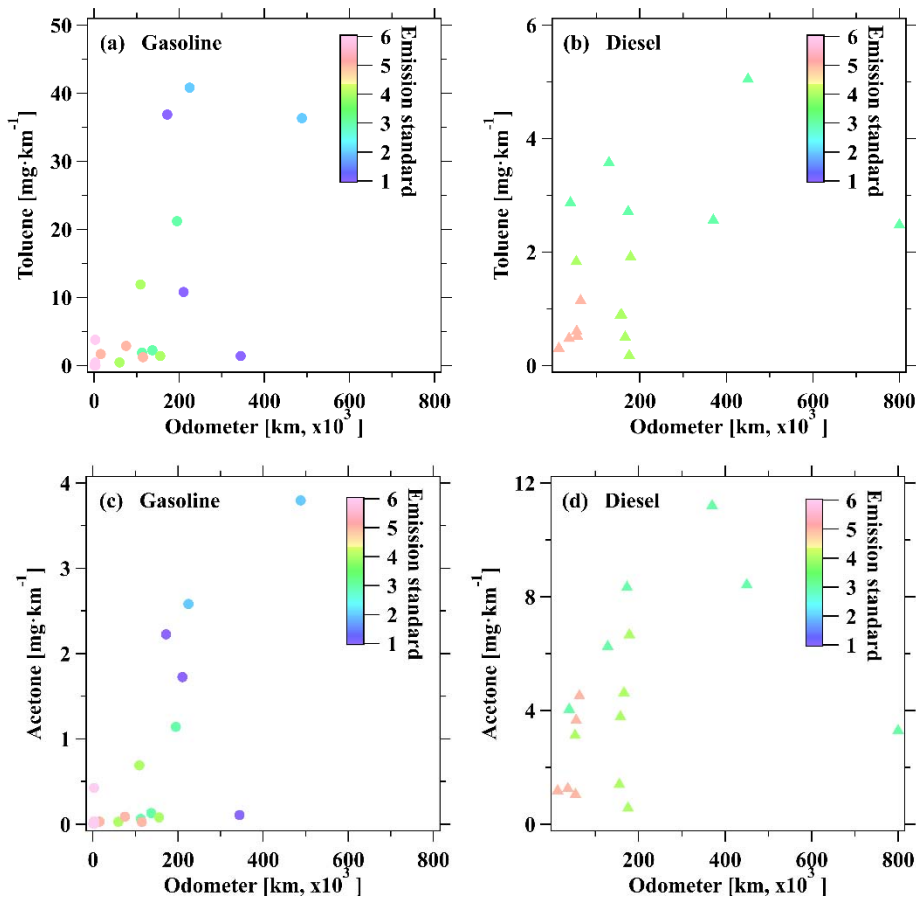 (a) Gasoline
50
40
30
20
10
0
Toluene [mg·km⁻¹]
0 200 400 600 800
Odometer [km, x10³]
6
5
4
3
2
1
Emission standard
(b) Diesel
6
4
2
0
Toluene [mg·km⁻¹]
200 400 600 800
Odometer [km, x10³]
6
5
4
3
2
1
Emission standard
(c) Gasoline
4
3
2
1
0
Acetone [mg·km⁻¹]
0 200 400 600 800
Odometer [km, x10³]
6
5
4
3
2
1
Emission standard
(d) Diesel
12
8
4
0
Acetone [mg·km⁻¹]
200 400 600 800
Odometer [km, x10³]
6
5
4
3
2
1
Emission standard